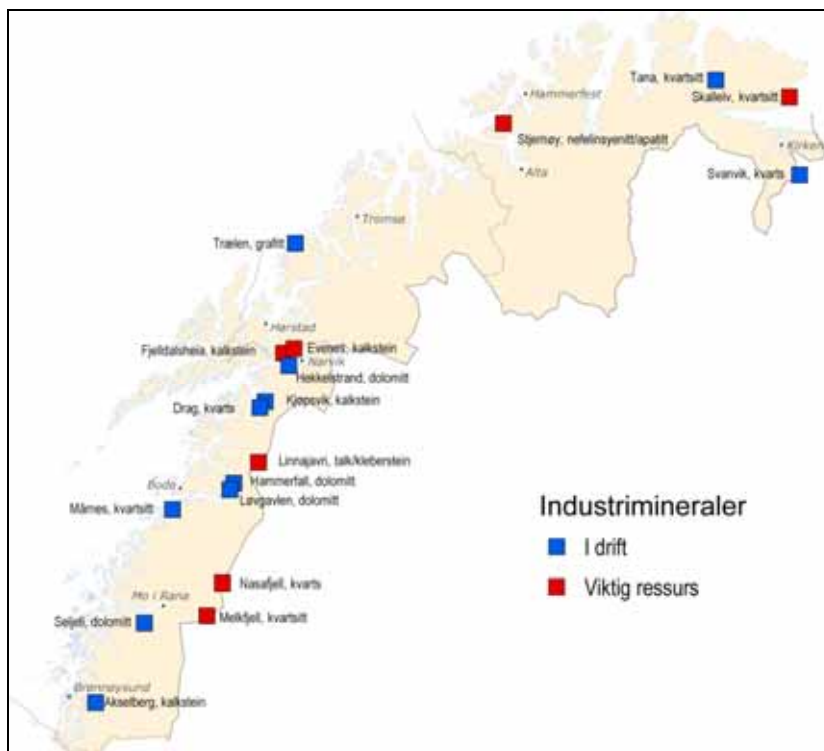 Tana, kvartsitt
Hammerfest
Skallelv, kvartsitt
Stjernøy, nefelinsyenitt/apatitt
Kirken
Alta
Svanvik, kvarts
Tromsø
Trælen, grafitt
Harstad
Evenes, kalkstein
Fjelldalsheia, kalkstein
Narvik
Hekkelstrand, dolomitt
Kjøpsvik, kalkstein
Drag, kvarts
Linnajavri, talk/kleberstein
Hammerfall, dolomitt
Bodø
Løvgavlen, dolomitt
Mårnes, kvartsitt
Industrimineraler
I drift
Viktig ressurs
Nasafjell, kvarts
Mo i Rana
Melkfjell, kvartsitt
Seljeli, dolomitt
Brønnøysund
Akselberg, kalkstein